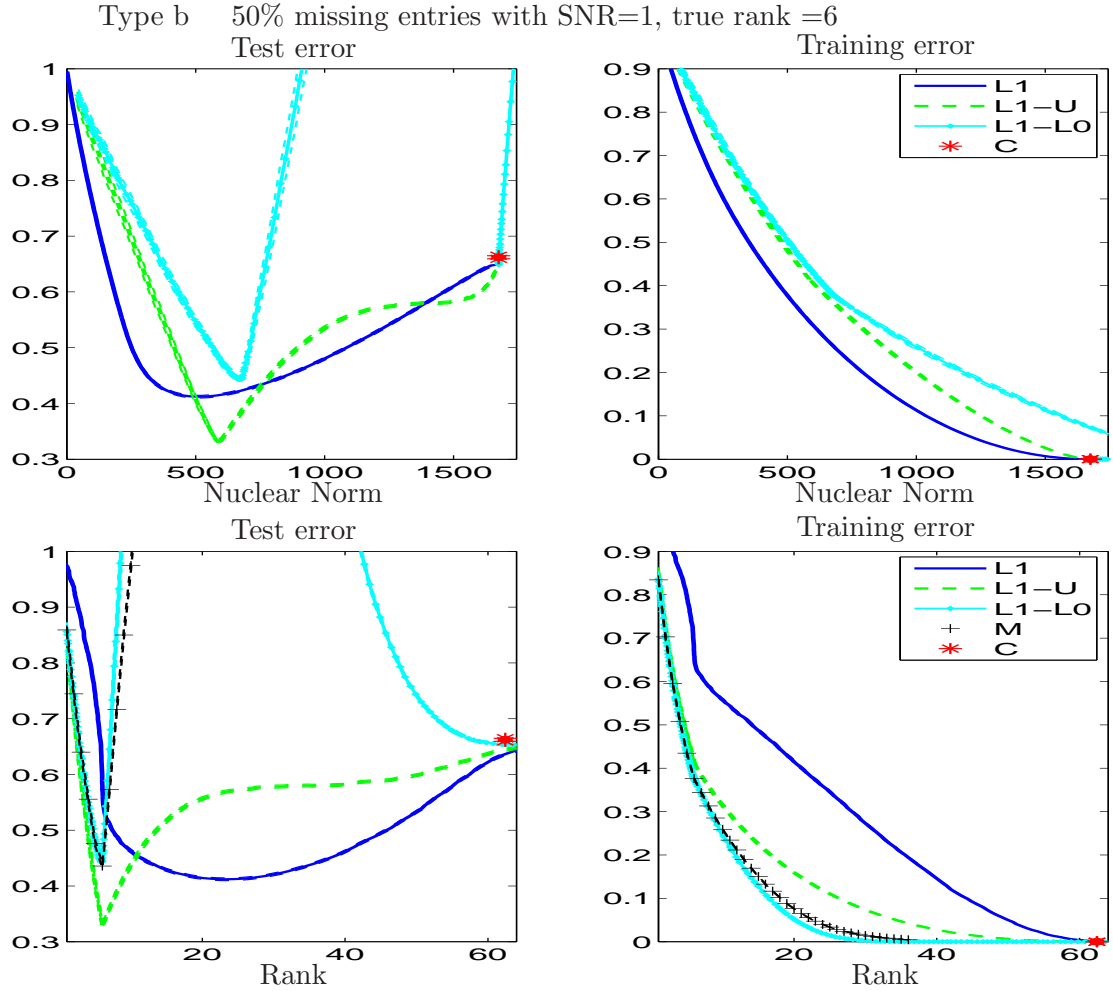 Type b 50% missing entries with SNR=1, true rank =6
Test error
1
0.9
0.8
0.7
0.6
0.5
0.4
0.3
0 500 1000 1500
Nuclear Norm
Training error
0.9
0.8
0.7
0.6
0.5
0.4
0.3
0.2
0.1
0
0 500 1000 1500
Nuclear Norm
L1
L1-U
L1-L0
C
Test error
1
0.9
0.8
0.7
0.6
0.5
0.4
0.3
20 40 60
Rank
Training error
0.9
0.8
0.7
0.6
0.5
0.4
0.3
0.2
0.1
0
20 40 60
Rank
L1
L1-U
L1-L0
M
C